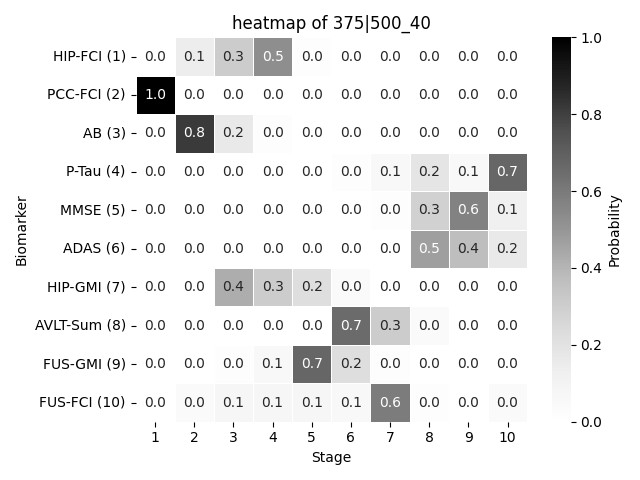 heatmap of 375|500_40
HIP-FCI (1) 0.0 0.1 0.3 0.5 0.0 0.0 0.0 0.0 0.0 0.0
PCC-FCI (2) 1.0 0.0 0.0 0.0 0.0 0.0 0.0 0.0 0.0 0.0
AB (3) 0.0 0.8 0.2 0.0 0.0 0.0 0.0 0.0 0.0 0.0
P-Tau (4) 0.0 0.0 0.0 0.0 0.0 0.0 0.1 0.2 0.1 0.7
MMSE (5) 0.0 0.0 0.0 0.0 0.0 0.0 0.0 0.3 0.6 0.1
ADAS (6) 0.0 0.0 0.0 0.0 0.0 0.0 0.0 0.5 0.4 0.2
HIP-GMI (7) 0.0 0.0 0.4 0.3 0.2 0.0 0.0 0.0 0.0 0.0
AVLT-Sum (8) 0.0 0.0 0.0 0.0 0.0 0.7 0.3 0.0 0.0 0.0
FUS-GMI (9) 0.0 0.0 0.0 0.1 0.7 0.2 0.0 0.0 0.0 0.0
FUS-FCI (10) 0.0 0.0 0.1 0.1 0.1 0.1 0.6 0.0 0.0 0.0
1 2 3 4 5 6 7 8 9 10
Stage
Biomarker
1.0
0.8
0.6
0.4
0.2
0.0
Probability